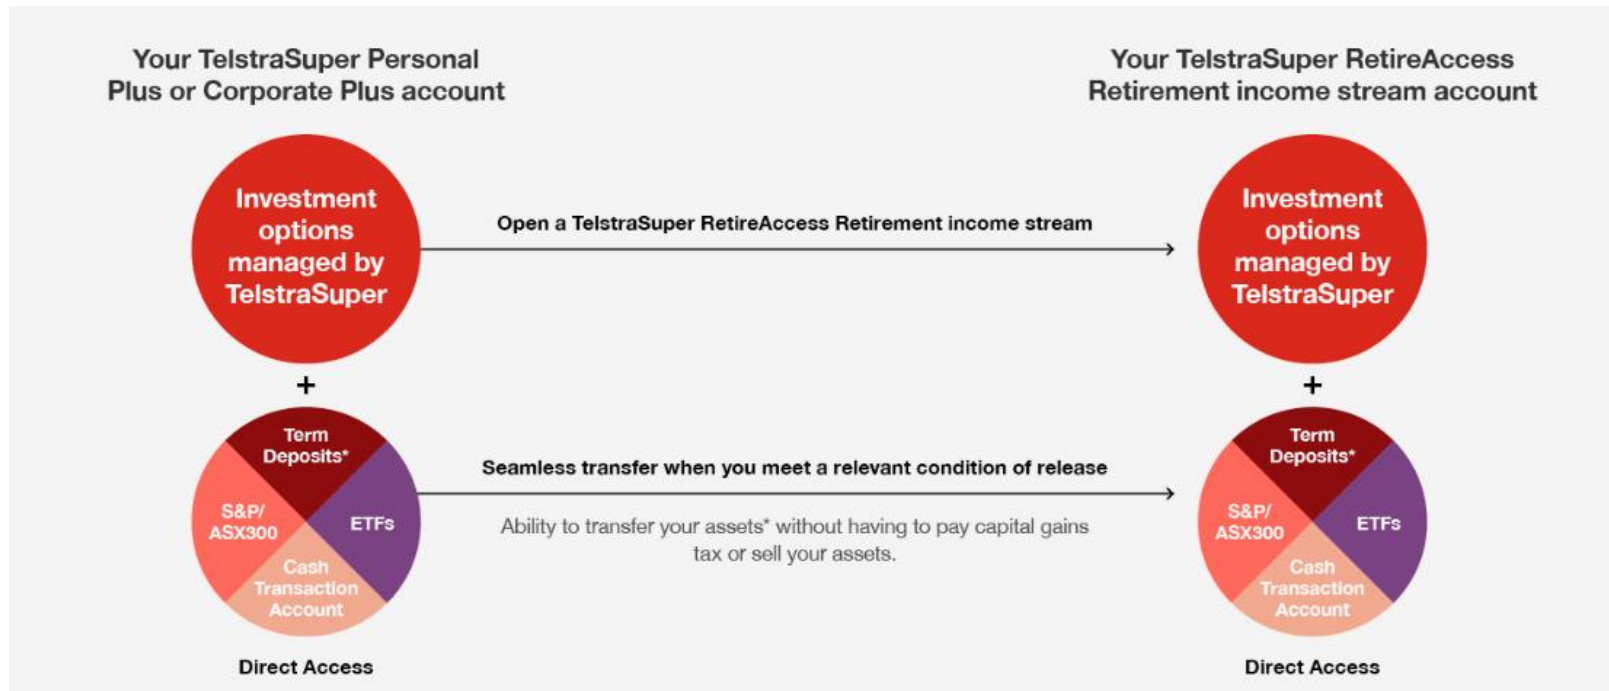 Your TelstraSuper Personal
Plus or Corporate Plus account
Your TelstraSuper RetireAccess
Retirement income stream account
Investment
options
managed by
TelstraSuper
Open a TelstraSuper RetireAccess Retirement income stream
Investment
options
managed by
TelstraSuper
+
+
Term
Deposits*
S&P/
ASX300
ETFs
Cash
Transaction
Account
Direct Access
Seamless transfer when you meet a relevant condition of release
Ability to transfer your assets* without having to pay capital gains
tax or sell your assets.
Term
Deposits*
S&P/
ASX300
ETFs
Cash
Transaction
Account
Direct Access